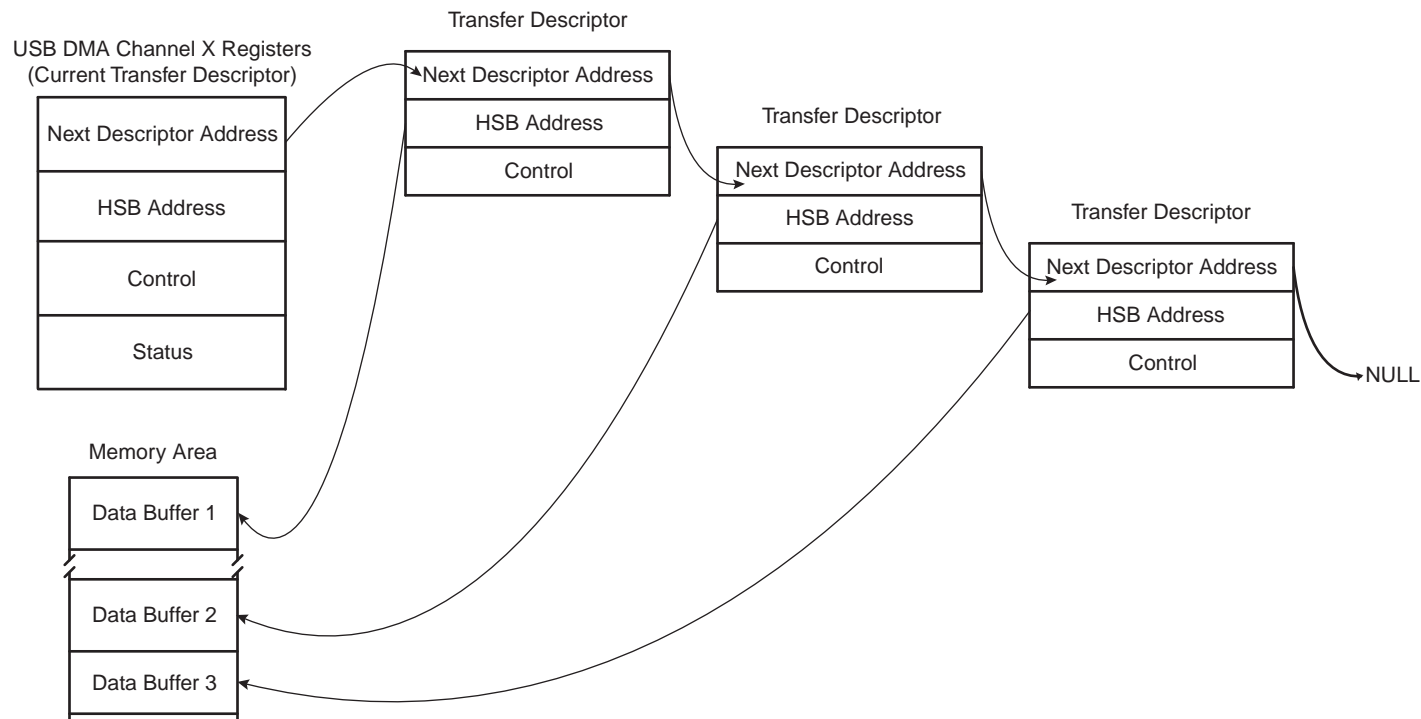 USB DMA Channel X Registers
(Current Transfer Descriptor)
Next Descriptor Address
HSB Address
Control
Status
Transfer Descriptor
Next Descriptor Address
HSB Address
Control
Transfer Descriptor
Next Descriptor Address
HSB Address
Control
Transfer Descriptor
Next Descriptor Address
HSB Address
Control
NULL
Memory Area
Data Buffer 1
Data Buffer 2
Data Buffer 3